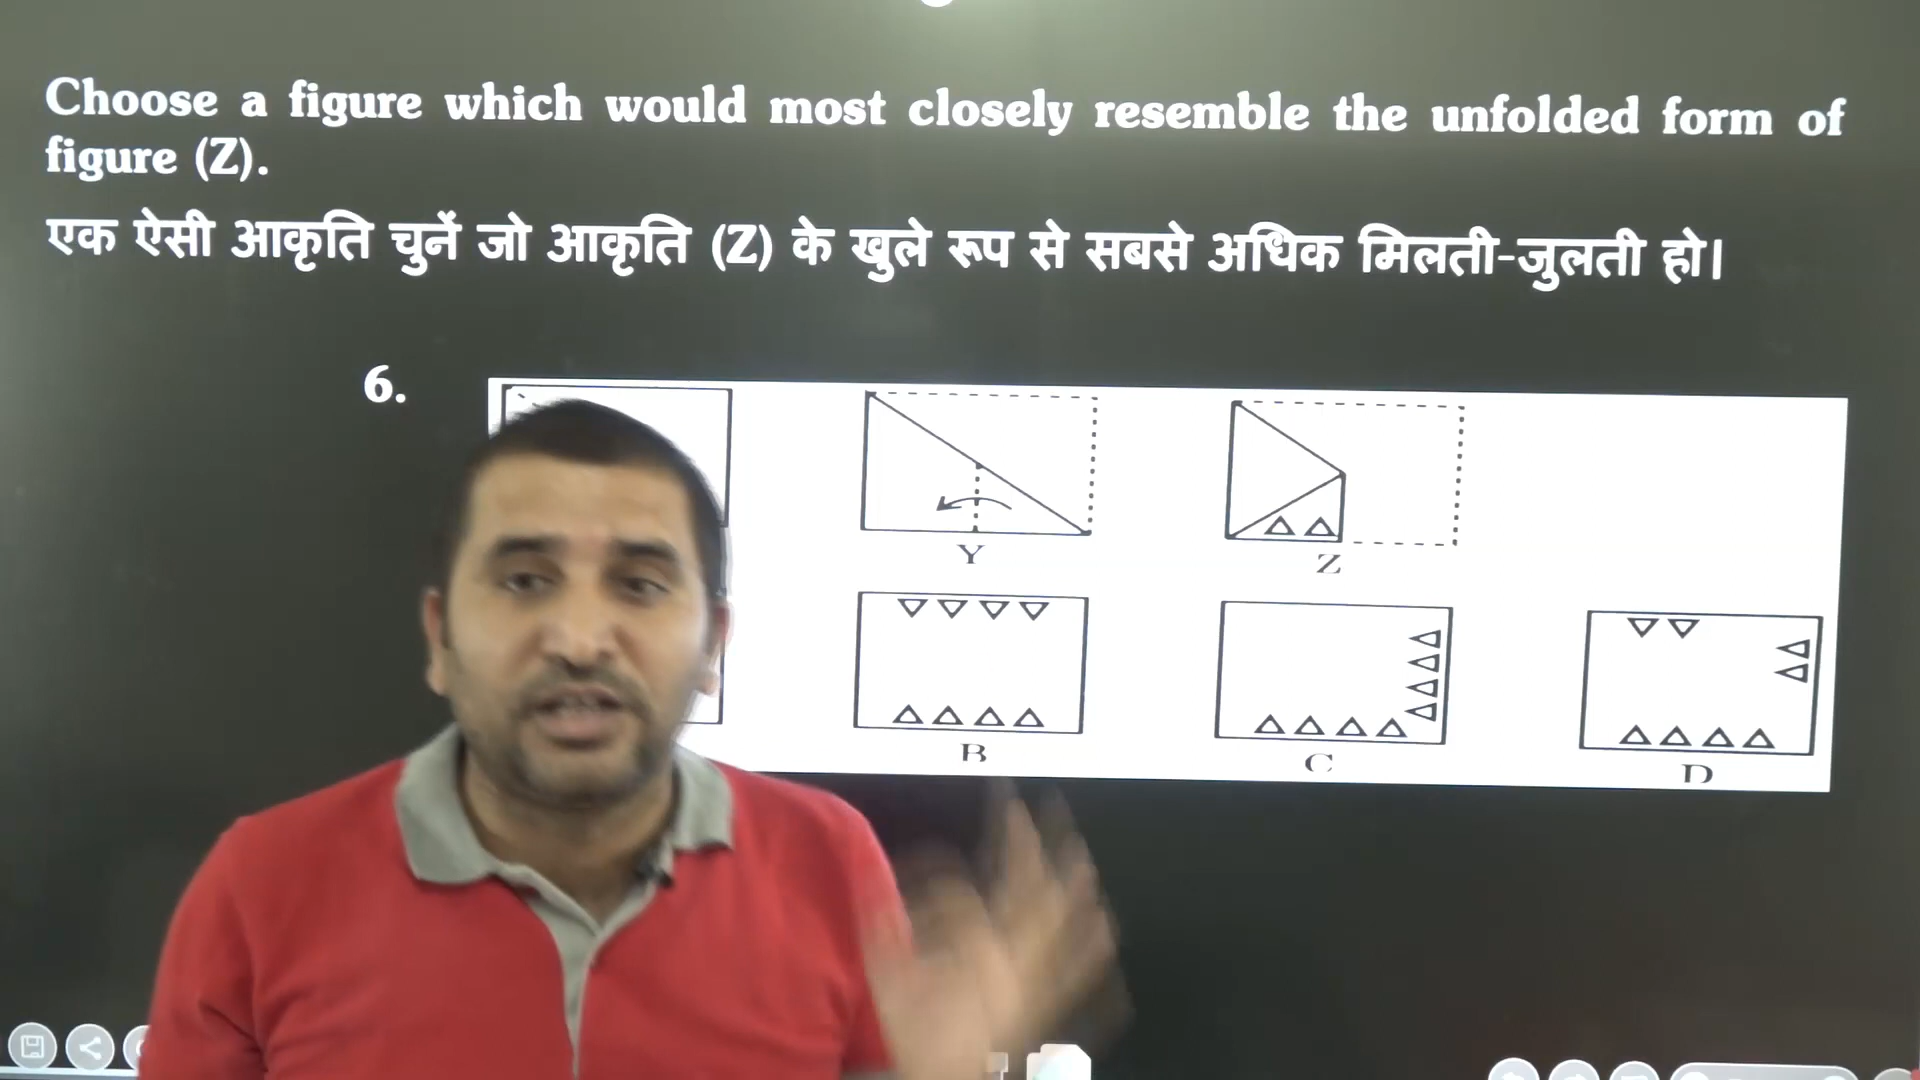 Choose a figure which would most closely resemble the unfolded form of
figure (Z).
एक ऐसी आकृति चुनें जो आकृति (Z) के खुले रूप से सबसे अधिक मिलती-जुलती हो।
6.
Y
Z
B
C
D